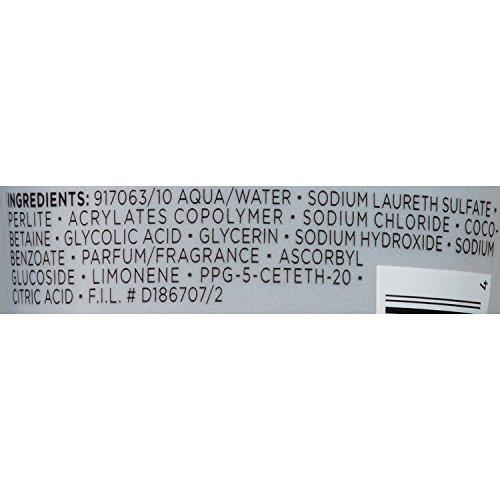 INGREDIENTS: 917063/10 AQUA/WATER • SODIUM LAURETH SULFATE •
PERLITE • ACRYLATES COPOLYMER • SODIUM CHLORIDE • COCO-
BETAINE • GLYCOLIC ACID • GLYCERIN • SODIUM HYDROXIDE • SODIUM
BENZOATE • PARFUM/FRAGRANCE • ASCORBYL
GLUCOSIDE • LIMONENE • PPG-5-CETETH-20 •
CITRIC ACID • F.I.L. # D186707/2
4